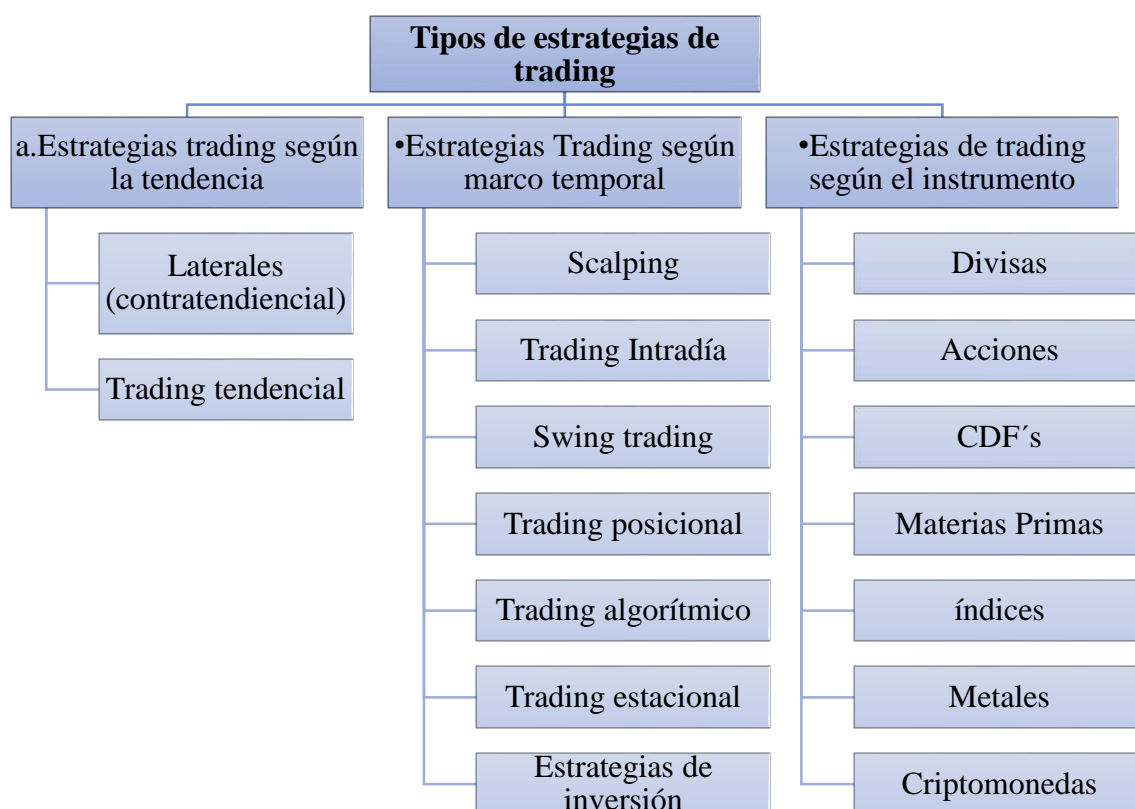 Tipos de estrategias de
trading
a.Estrategias trading según
la tendencia
Laterales
(contratendiencial)
Trading tendencial
•Estrategias Trading según
marco temporal
Scalping
Trading Intradía
Swing trading
Trading posicional
Trading algorítmico
Trading estacional
Estrategias de
inversión
•Estrategias de trading
según el instrumento
Divisas
Acciones
CDF´s
Materias Primas
índices
Metales
Criptomonedas